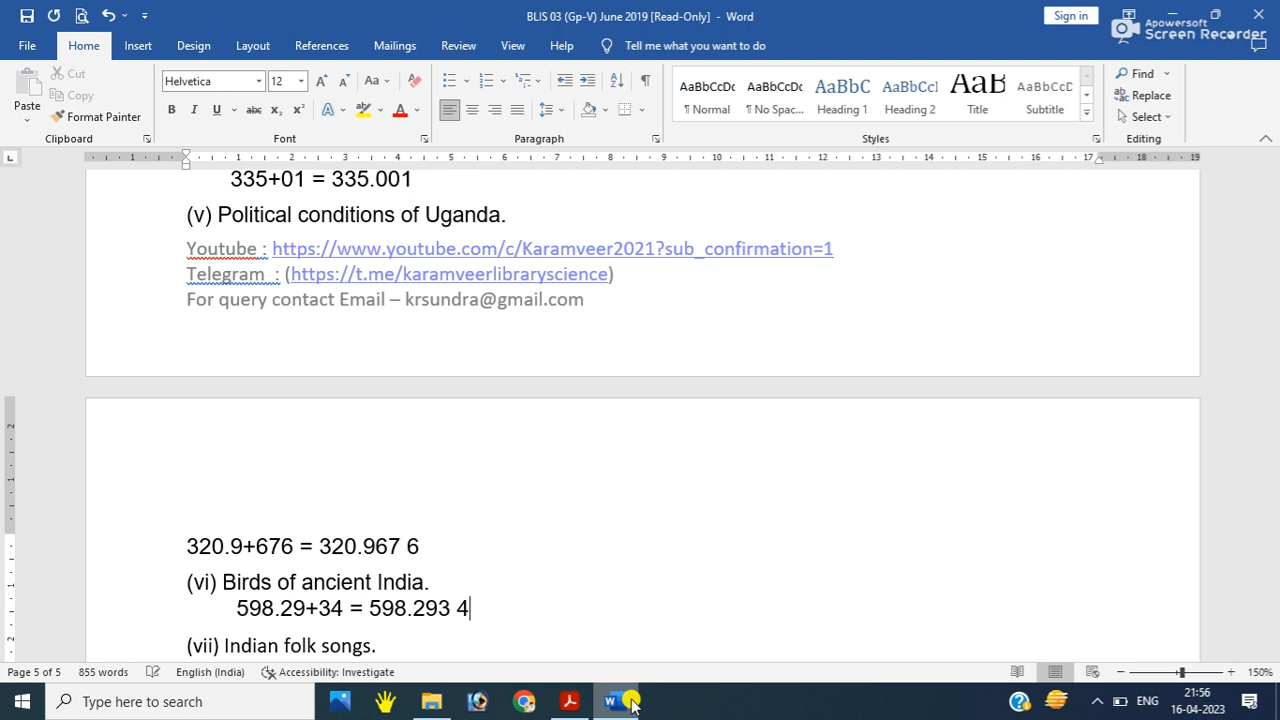 BLIS 03 (Gp-V) June 2019 [Read-Only] - Word
Sign in
Apowersoft
Screen Recorder
File Home Insert Design Layout References Mailings Review View Help Tell me what you want to do
Paste
Cut
Copy
Format Painter
Clipboard
Helvetica 12
Font
Paragraph
AaBbCcDc AaBbCcDc AaBbC AaBbCcI AaB AaBbCcD
¶ Normal ¶ No Spac... Heading 1 Heading 2 Title Subtitle
Styles
Find
Replace
Select
Editing
335+01 = 335.001
(v) Political conditions of Uganda.
Youtube : https://www.youtube.com/c/Karamveer2021?sub_confirmation=1
Telegram : (https://t.me/karamveerlibraryscience)
For query contact Email – krsundra@gmail.com
320.9+676 = 320.967 6
(vi) Birds of ancient India.
598.29+34 = 598.293 4
(vii) Indian folk songs.
Page 5 of 5 855 words English (India) Accessibility: Investigate 150%
Type here to search
ENG
21:56
16-04-2023